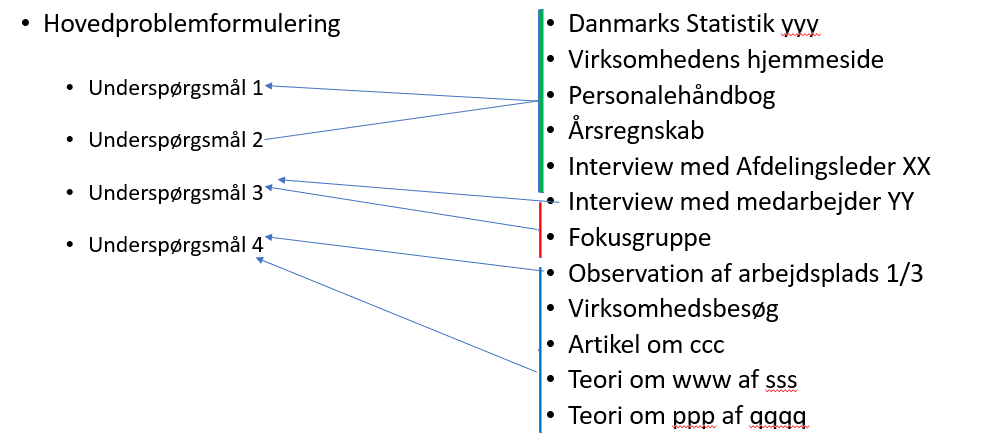 • Hovedproblemformulering
• Underspørgsmål 1
• Underspørgsmål 2
• Underspørgsmål 3
• Underspørgsmål 4
• Danmarks Statistik yyy
• Virksomhedens hjemmeside
• Personalehåndbog
• Årsregnskab
• Interview med Afdelingsleder XX
• Interview med medarbejder YY
• Fokusgruppe
• Observation af arbejdsplads 1/3
• Virksomhedsbesøg
• Artikel om ccc
• Teori om www af sss
• Teori om ppp af qqqq